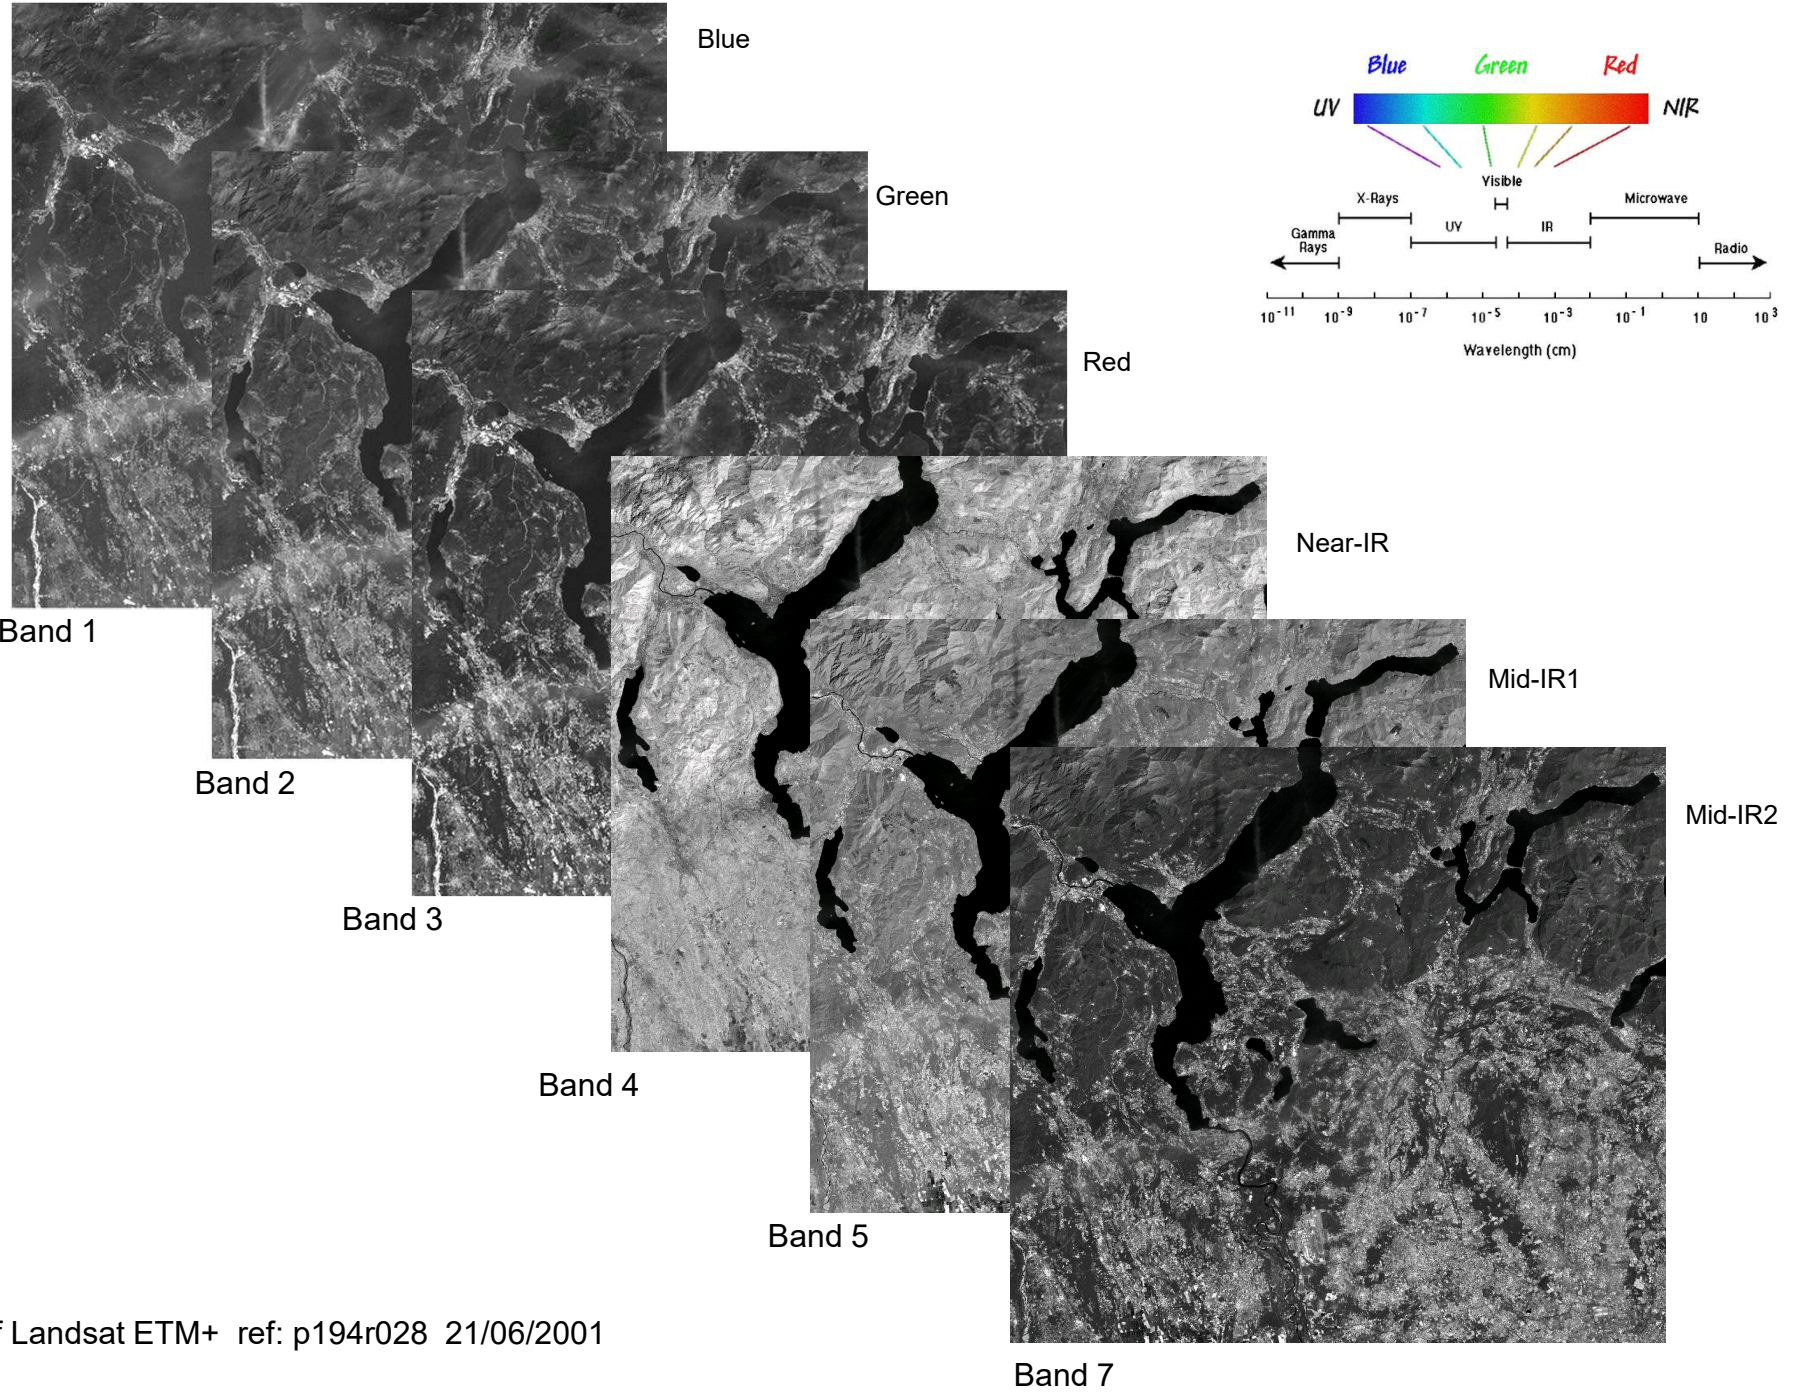 Blue
Green
Red
Near-IR
Mid-IR1
Mid-IR2
Band 1
Band 2
Band 3
Band 4
Band 5
Band 7
Landsat ETM+ ref: p194r028 21/06/2001
Blue Green Red
UV NIR
Visible
X-Rays Microwave
UV IR
Gamma
Rays
Radio
10⁻¹¹ 10⁻⁹ 10⁻⁷ 10⁻⁵ 10⁻³ 10⁻¹ 10 10³
Wavelength (cm)